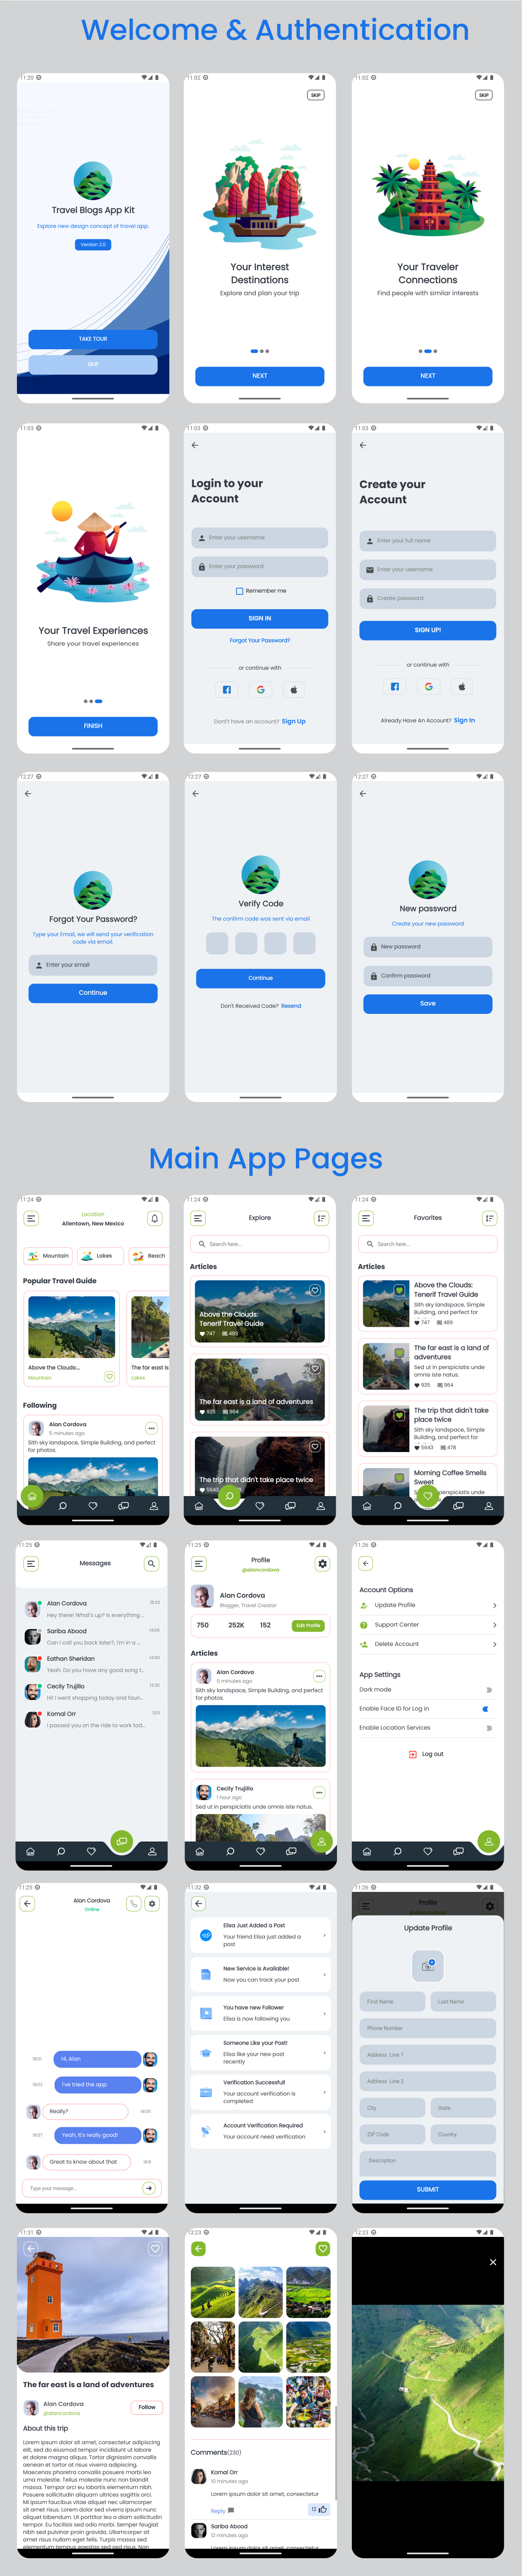 Welcome & Authentication
11:20
Travel Blogs App Kit
Explore new design concept of travel app.
Version 2.0
TAKE TOUR
SKIP
11:02
SKIP
Your Interest
Destinations
Explore and plan your trip
NEXT
11:02
SKIP
Your Traveler
Connections
Find people with similar interests
NEXT
11:03
Your Travel Experiences
Share your travel experiences
FINISH
11:03
Login to your
Account
Enter your username
Enter your password
Remember me
SIGN IN
Forgot Your Password?
or continue with
Dont't have an account? Sign Up
11:03
Create your
Account
Enter your full name
Enter your username
Create password
SIGN UP!
or continue with
Already Have An Account? Sign In
12:27
Forgot Your Password?
Type your Email, we will send your verification
code via email.
Enter your email
Continue
12:27
Verify Code
The confirm code was sent via email
Continue
Don't Received Code? Resend
12:27
New password
Create your new password
New password
Confirm password
Save
Main App Pages
11:24
Location
Allentown, New Mexico
Mountain
Lakes
Beach
Popular Travel Guide
Above the Clouds:...
Mountain
The far east is
Lakes
Following
Alan Cordova
5 minutes ago
Sith sky landspace, Simple Building, and perfect
for photos.
11:24
Explore
Search here...
Articles
Above the Clouds:
Tenerif Travel Guide
747 489
The far east is a land of adventures
925 964
The trip that didn't take place twice
5643
11:24
Favorites
Search here...
Articles
Above the Clouds:
Tenerif Travel Guide
Sith sky landspace, Simple
Building, and perfect for
747 489
The far east is a land of
adventures
Sed ut in perspiciatis unde
omnis iste natus.
925 964
The trip that didn't take
place twice
Sith sky landspace, Simple
Building, and perfect for
5643 478
Morning Coffee Smells
Sweet
perspiciatis unde
11:25
Messages
Alan Cordova
Hey there! What's up? Is everything ...
Sariba Abood
Can I call you back later?, I'm in a ...
Eathan Sheridan
Yeah. Do you have any good song t...
Cecily Trujillo
Hi! I went shopping today and foun...
Komal Orr
I passed you on the ride to work tod...
11:25
Profile
@alancordova
Alan Cordova
Blogger, Travel Creator
750 252K 152
Edit Profile
Articles
Alan Cordova
5 minutes ago
Sith sky landspace, Simple Building, and perfect
for photos.
Cecily Trujillo
1 hour ago
Sed ut in perspiciatis unde omnis iste natus.
11:26
Account Options
Update Profile
Support Center
Delete Account
App Settings
Dark mode
Enable Face ID for Log in
Enable Location Services
Log out
11:25
Alan Cordova
Online
Hi, Alan
I've tried the app
Really?
Yeah, It's really good!
Great to know about that
Type your message...
11:32
Elisa Just Added a Post
Your friend Elisa just added a
post
New Service is Available!
Now you can track your post
You have new Follower
Elisa is now following you
Someone Like your Post!
Elisa like your new post
recently
Verification Successfull
Your account verification is
completed
Account Verification Required
Your account need verification
11:26
Profile
Update Profile
First Name
Last Name
Phone Number
Address Line 1
Address Line 2
City
State
ZIP Code
Country
Description
SUBMIT
11:31
The far east is a land of adventures
Alan Cordova
@alancordova
Follow
About this trip
Lorem ipsum dolor sit amet, consectetur adipiscing
elit, sed do eiusmod tempor incididunt ut labore
et dolore magna aliqua. Tortor dignissim convallis
aenean et tortor at risus viverra adipiscing.
Maecenas pharetra convallis posuere morbi leo
urna molestie. Tellus molestie nunc non blandit
massa. Tempor orci eu lobortis elementum nibh.
Posuere sollicitudin aliquam ultrices sagittis orci.
Mi ipsum faucibus vitae aliquet nec ullamcorper
sit amet risus. Lorem dolor sed viverra ipsum nunc
aliquet bibendum. Ut porttitor leo a diam sollicitudin
tempor. Eu facilisis sed odio morbi. Semper feugiat
nibh sed pulvinar proin gravida. Ullamcorper sit
amet risus nullam eget felis. Turpis massa sed
elementum tempus egestas sed sed risus. Non
12:23
Comments(230)
Komal Orr
10 minutes ago
Lorem ipsum dolor sit amet, consectetur
Reply
12
Sariba Abood
12 minutes ago
Lorem ipsum dolor sit amet, consectetur
12:23